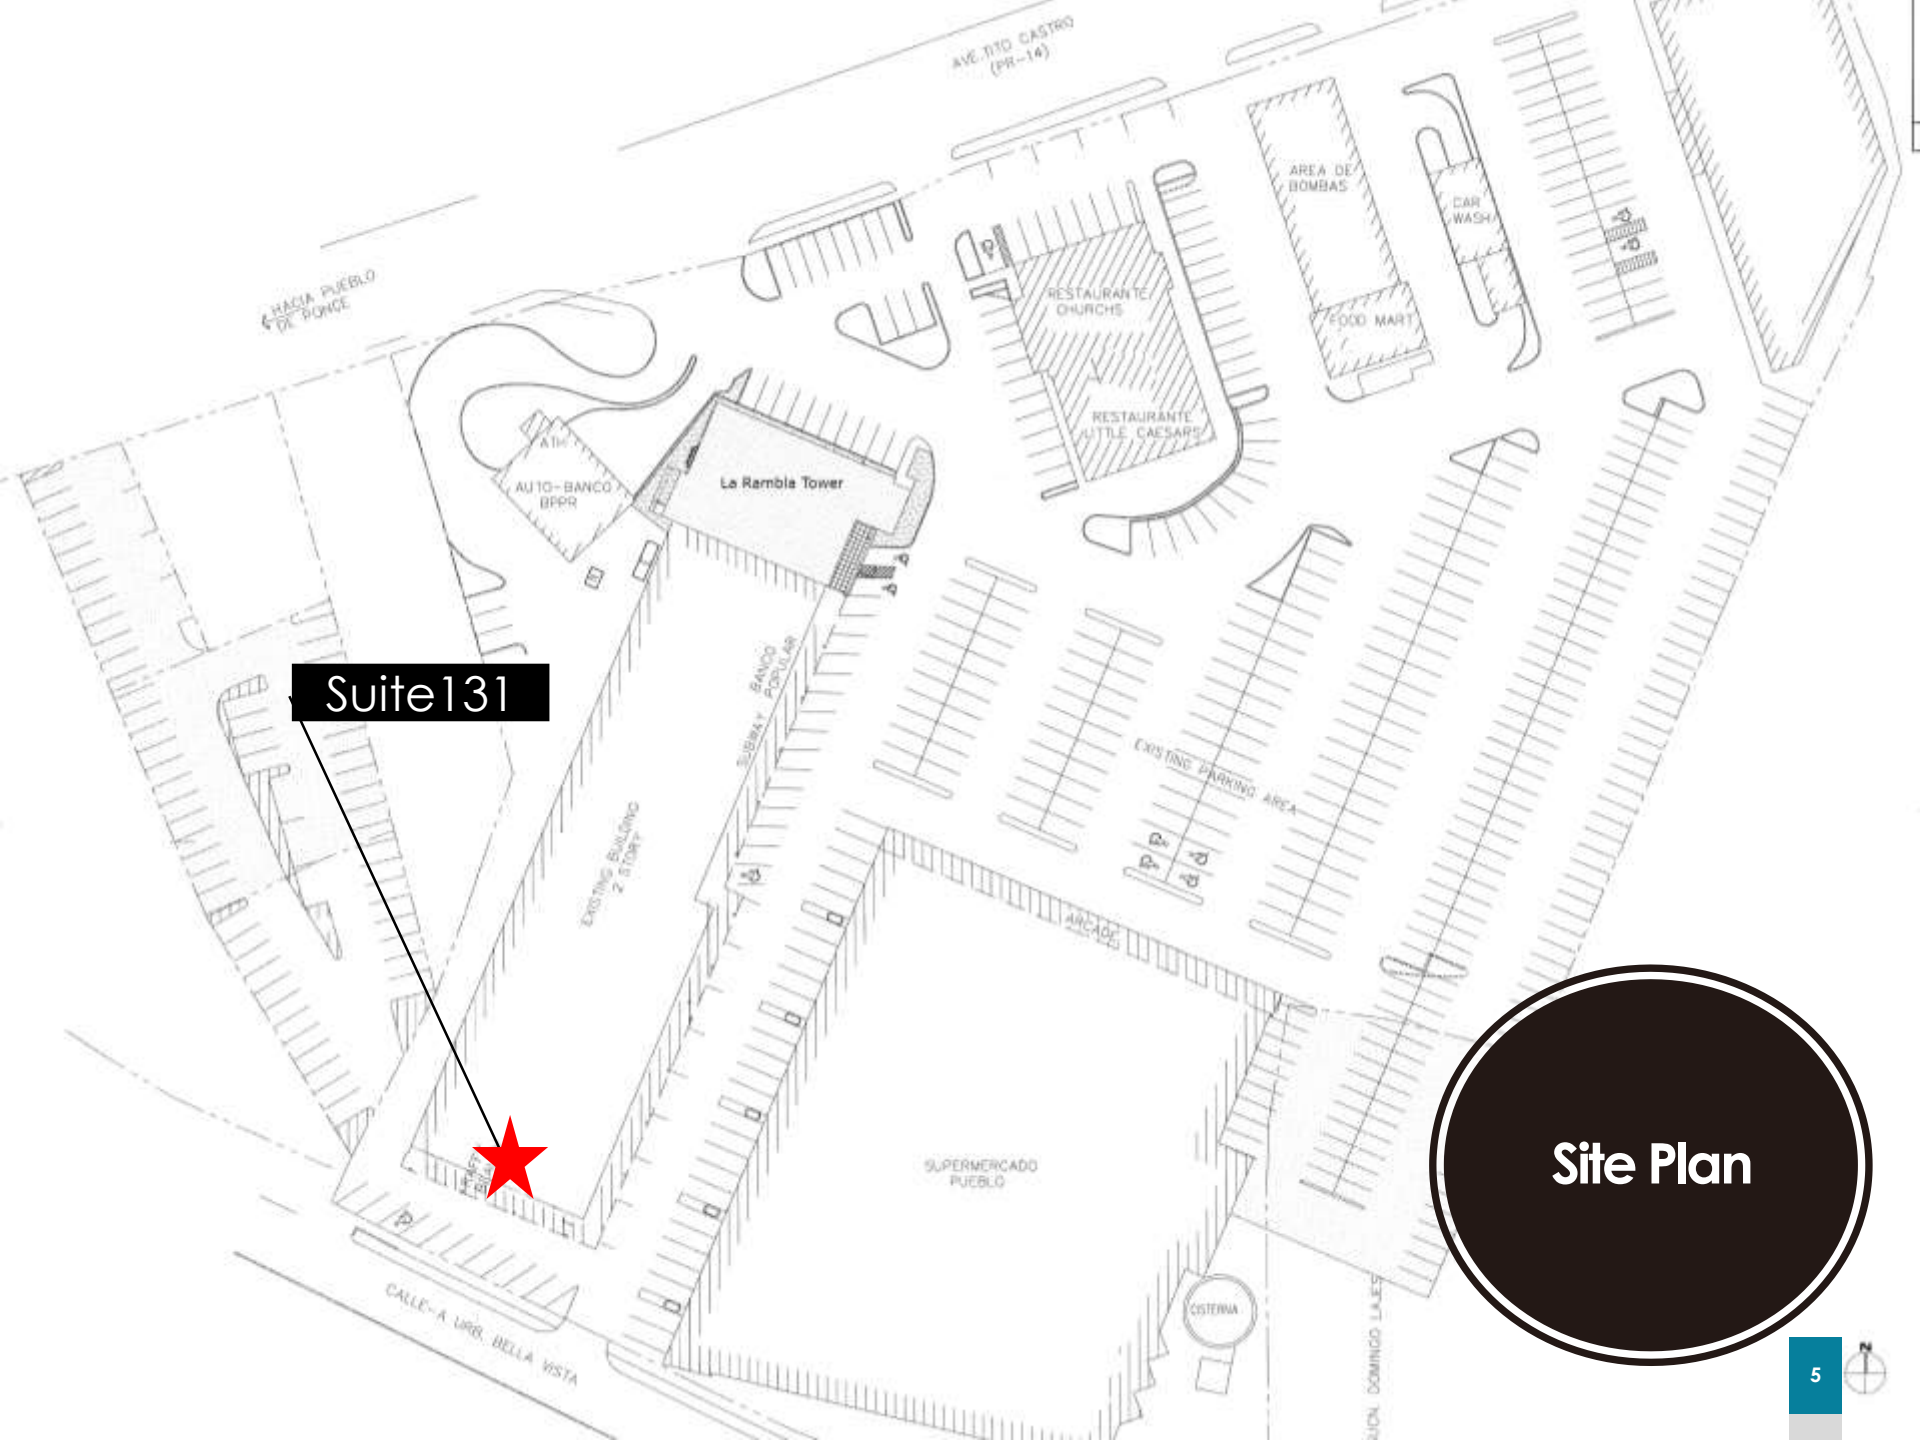 AVE.TITO CASTRO
(PR-14)
HACIA PUEBLO
DE PONCE
AREA DE
BOMBAS
CAR
WASH
RESTAURANTE
CHURCHS
FOOD MART
RESTAURANTE
LITTLE CAESARS
ATH
AUTO-BANCO
BPPR
La Rambla Tower
BANCO
POPULAR
SUBWAY
Suite131
EXISTING PARKING AREA
EXISTING BUILDING
2 STORY
ARCADE
SUPERMERCADO
PUEBLO
Site Plan
CALLE-A URB. BELLA VISTA
CISTERNA
DOMINGO LAJES
N
5